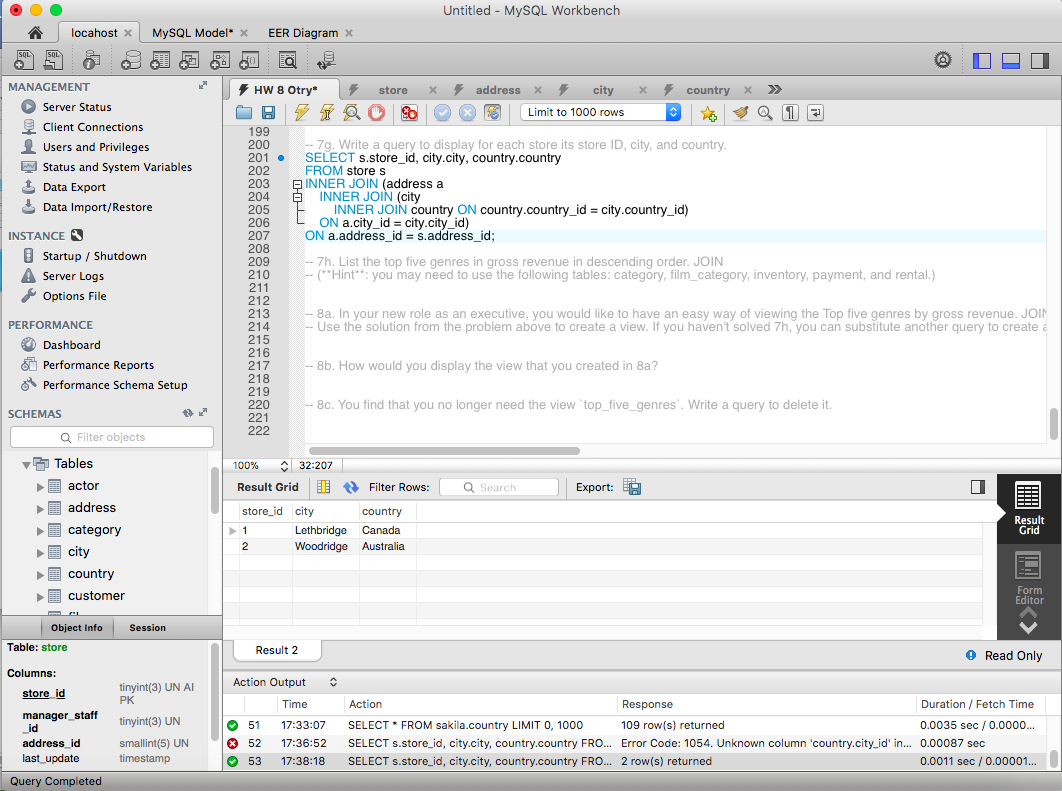 Untitled - MySQL Workbench
locahost
MySQL Model*
EER Diagram
MANAGEMENT
Server Status
Client Connections
Users and Privileges
Status and System Variables
Data Export
Data Import/Restore
INSTANCE
Startup / Shutdown
Server Logs
Options File
PERFORMANCE
Dashboard
Performance Reports
Performance Schema Setup
SCHEMAS
Filter objects
Tables
actor
address
category
city
country
customer
Object Info Session
Table: store
Columns:
store_id tinyint(3) UN AI PK
manager_staff_id tinyint(3) UN
address_id smallint(5) UN
last_update timestamp
HW 8 Otry* store address city country
Limit to 1000 rows
199
200 -- 7g. Write a query to display for each store its store ID, city, and country.
201 SELECT s.store_id, city.city, country.country
202 FROM store s
203 INNER JOIN (address a
204 INNER JOIN (city
205 INNER JOIN country ON country.country_id = city.country_id)
206 ON a.city_id = city.city_id)
207 ON a.address_id = s.address_id;
208
209 -- 7h. List the top five genres in gross revenue in descending order. JOIN
210 -- (**Hint**: you may need to use the following tables: category, film_category, inventory, payment, and rental.)
211
212
213 -- 8a. In your new role as an executive, you would like to have an easy way of viewing the Top five genres by gross revenue. JOIN
214 -- Use the solution from the problem above to create a view. If you haven't solved 7h, you can substitute another query to create a
215
216
217 -- 8b. How would you display the view that you created in 8a?
218
219
220 -- 8c. You find that you no longer need the view `top_five_genres`. Write a query to delete it.
221
222
100% 32:207
Result Grid Filter Rows: Search Export:
store_id city country
1 Lethbridge Canada
2 Woodridge Australia
Result Grid
Form Editor
Result 2
Read Only
Action Output
Time Action Response Duration / Fetch Time
51 17:33:07 SELECT * FROM sakila.country LIMIT 0, 1000 109 row(s) returned 0.0035 sec / 0.0000...
52 17:36:52 SELECT s.store_id, city.city, country.country FRO... Error Code: 1054. Unknown column 'country.city_id' in... 0.00087 sec
53 17:38:18 SELECT s.store_id, city.city, country.country FRO... 2 row(s) returned 0.0011 sec / 0.00001...
Query Completed